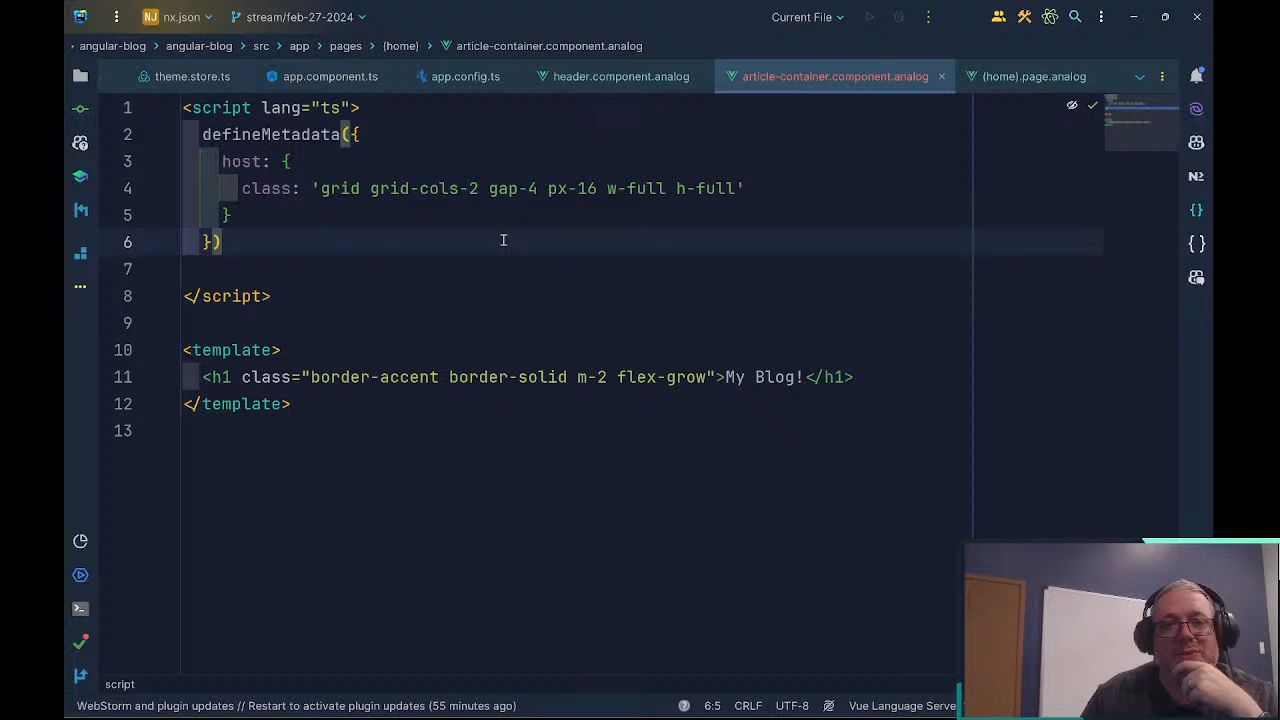 NJ nx.json stream/feb-27-2024 Current File
angular-blog angular-blog src app pages (home) article-container.component.analog
theme.store.ts app.component.ts app.config.ts header.component.analog article-container.component.analog (home).page.analog
1 <script lang="ts">
2 defineMetadata({
3 host: {
4 class: 'grid grid-cols-2 gap-4 px-16 w-full h-full'
5 }
6 })
7
8 </script>
9
10 <template>
11 <h1 class="border-accent border-solid m-2 flex-grow">My Blog!</h1>
12 </template>
13
N2
script
WebStorm and plugin updates // Restart to activate plugin updates (55 minutes ago) 6:5 CRLF UTF-8 Vue Language Serve